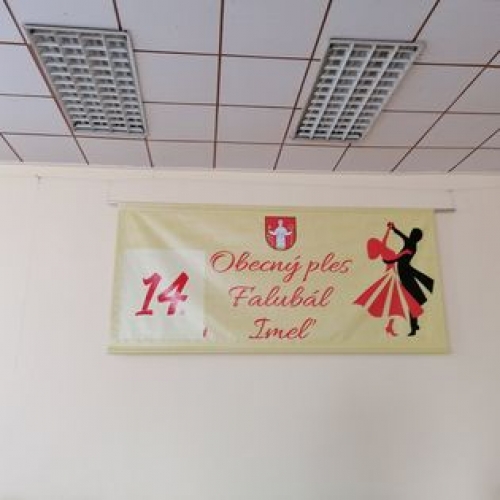 14.
Obecný ples
Falubál
Imeľ